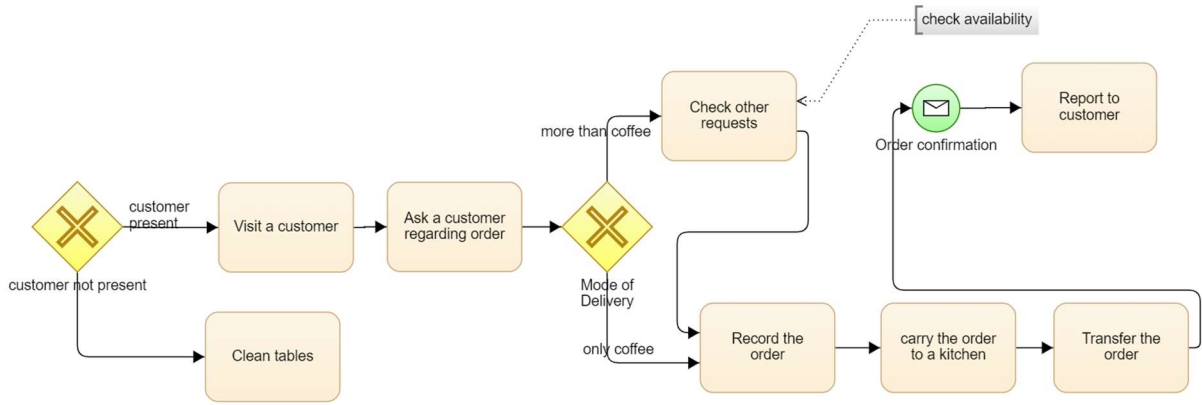 check availability
Check other
requests
Report to
customer
more than coffee
Order confirmation
customer
present
Visit a customer
Ask a customer
regarding order
customer not present
Mode of
Delivery
Clean tables
only coffee
Record the
order
carry the order
to a kitchen
Transfer the
order